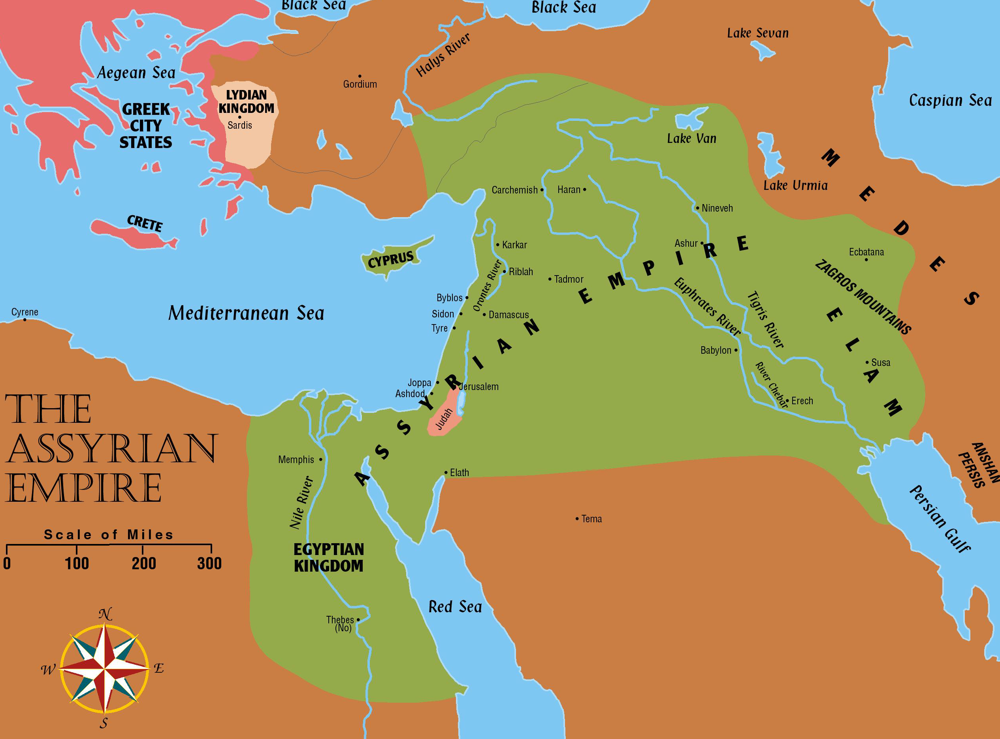 Black Sea
Black Sea
Lake Sevan
Halys River
Aegean Sea
Gordium
Caspian Sea
LYDIAN
KINGDOM
Sardis
GREEK
CITY
STATES
Lake Van
Lake Urmia
MEDES
Carchemish
Haran
Nineveh
CRETE
Karkar
Ashur
Ecbatana
CYPRUS
ZAGROS MOUNTAINS
Riblah
Orontes River
Tadmor
ASSYRIAN EMPIRE
Euphrates River
Tigris River
Byblos
Sidon
Damascus
Tyre
Cyrene
Mediterranean Sea
ELAM
Babylon
Susa
River Chebar
Erech
Joppa
Jerusalem
Ashdod
Judah
THE
ASSYRIAN
EMPIRE
Memphis
Elath
ANSHAN
PERSIS
Nile River
Persian Gulf
Tema
Scale of Miles
0 100 200 300
EGYPTIAN
KINGDOM
Red Sea
Thebes
(No)
N
W E
S